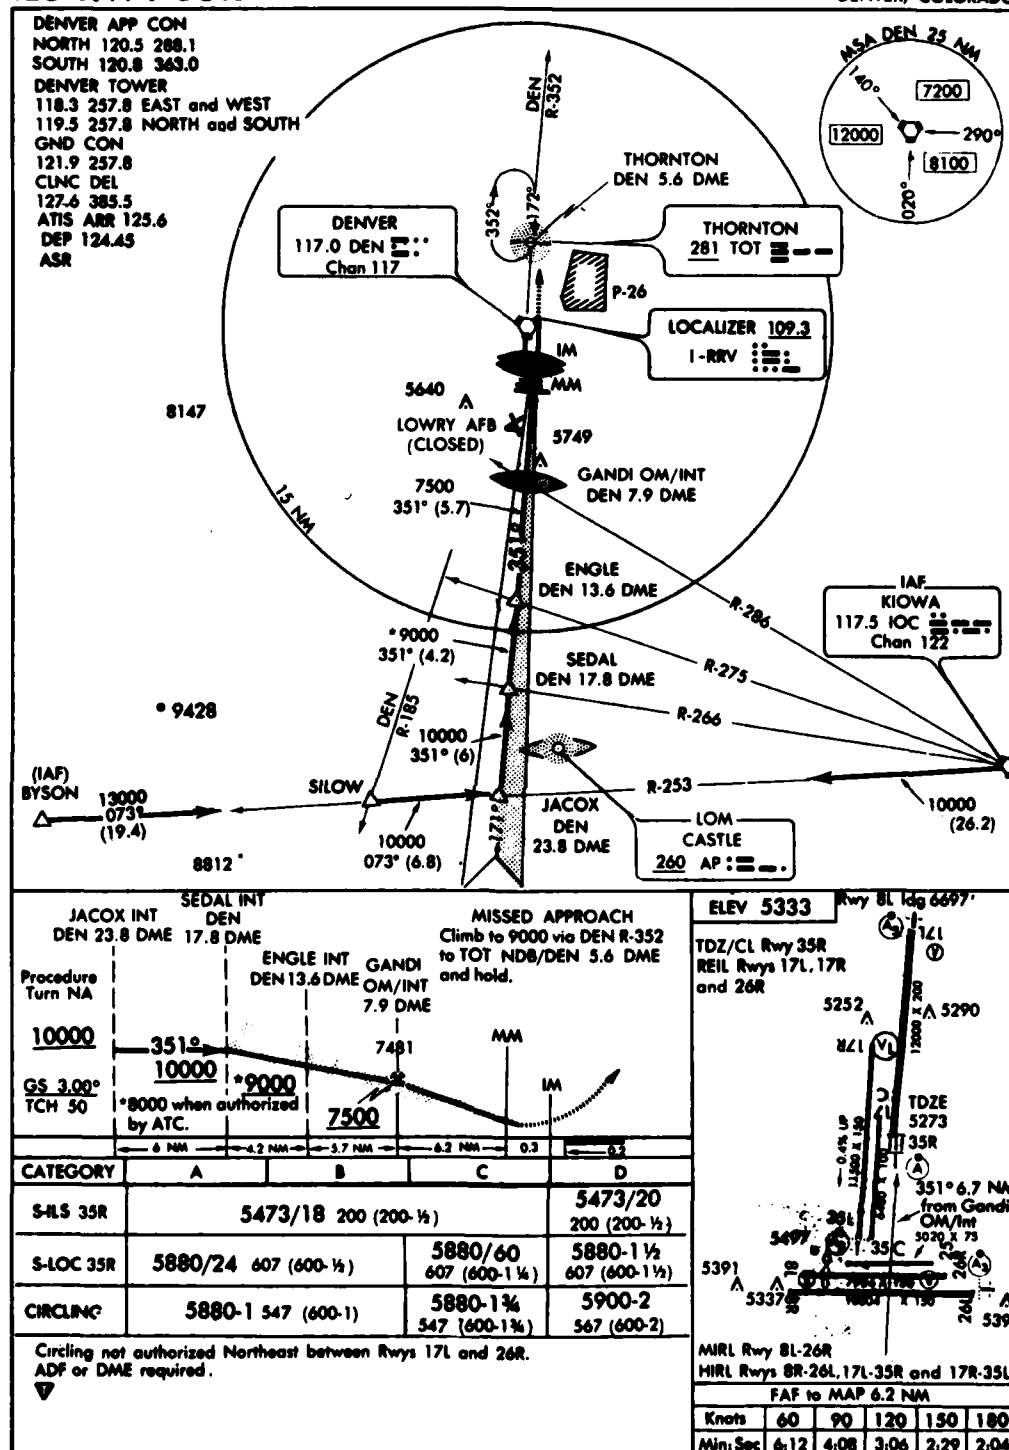 DENVER APP CON
NORTH 120.5 288.1
SOUTH 120.8 363.0
DENVER TOWER
118.3 257.8 EAST and WEST
119.5 257.8 NORTH and SOUTH
GND CON
121.9 257.8
CLNC DEL
127.6 385.5
ATIS ARR 125.6
DEP 124.45
ASR
MSA DEN 25 NM
140°
7200
12000
290°
8100
020°
DEN
R-352
THORNTON
DEN 5.6 DME
352°
172°
DENVER
117.0 DEN
Chan 117
THORNTON
281 TOT
P-26
LOCALIZER 109.3
I-RRV
IM
MM
5640
8147
LOWRY AFB
(CLOSED)
5749
GANDI OM/INT
DEN 7.9 DME
7500
351° (5.7)
15 NM
351°
ENGLE
DEN 13.6 DME
R-286
IAF
KIOWA
117.5 IOC
Chan 122
*9000
351° (4.2)
SEDAL
DEN 17.8 DME
R-275
DEN
R-185
R-266
9428
10000
351° (6)
(IAF)
BYSON
13000
073°
(19.4)
SILOW
R-253
10000
(26.2)
JACOX
DEN
23.8 DME
171°
10000
073° (6.8)
8812
LOM
CASTLE
260 AP
JACOX INT
DEN 23.8 DME
SEDAL INT
DEN
17.8 DME
ENGLE INT
DEN 13.6 DME
GANDI
OM/INT
7.9 DME
MISSED APPROACH
Climb to 9000 via DEN R-352
to TOT NDB/DEN 5.6 DME
and hold.
Procedure
Turn NA
10000
351°
10000
7481
MM
IM
GS 3.00°
TCH 50
*9000
*8000 when authorized
by ATC.
7500
6 NM
4.2 NM
5.7 NM
6.2 NM
0.3
0.2
CATEGORY A B C D
S-ILS 35R 5473/18 200 (200-½) 5473/20 200 (200-½)
S-LOC 35R 5880/24 607 (600-½) 5880/60 607 (600-1¼) 5880-1½ 607 (600-1½)
CIRCLING 5880-1 547 (600-1) 5880-1¾ 547 (600-1¾) 5900-2 567 (600-2)
Circling not authorized Northeast between Rwys 17L and 26R.
ADF or DME required.
ELEV 5333
Rwy 8L ldg 6697'
TDZ/CL Rwy 35R
REIL Rwys 17L, 17R
and 26R
17L
5252
5290
12000 X 200
17R
TDZE
5273
35R
0.4% UP
11500 X 150
351° 6.7 NM
from Gandi
OM/Int
5020 X 75
5497
35L
35C
5391
5337
8L
8R
25
26R
26L
MIRL Rwy 8L-26R
HIRL Rwys 8R-26L, 17L-35R and 17R-35L
FAF to MAP 6.2 NM
Knots 60 90 120 150 180
Min:Sec 6:12 4:08 3:06 2:29 2:04